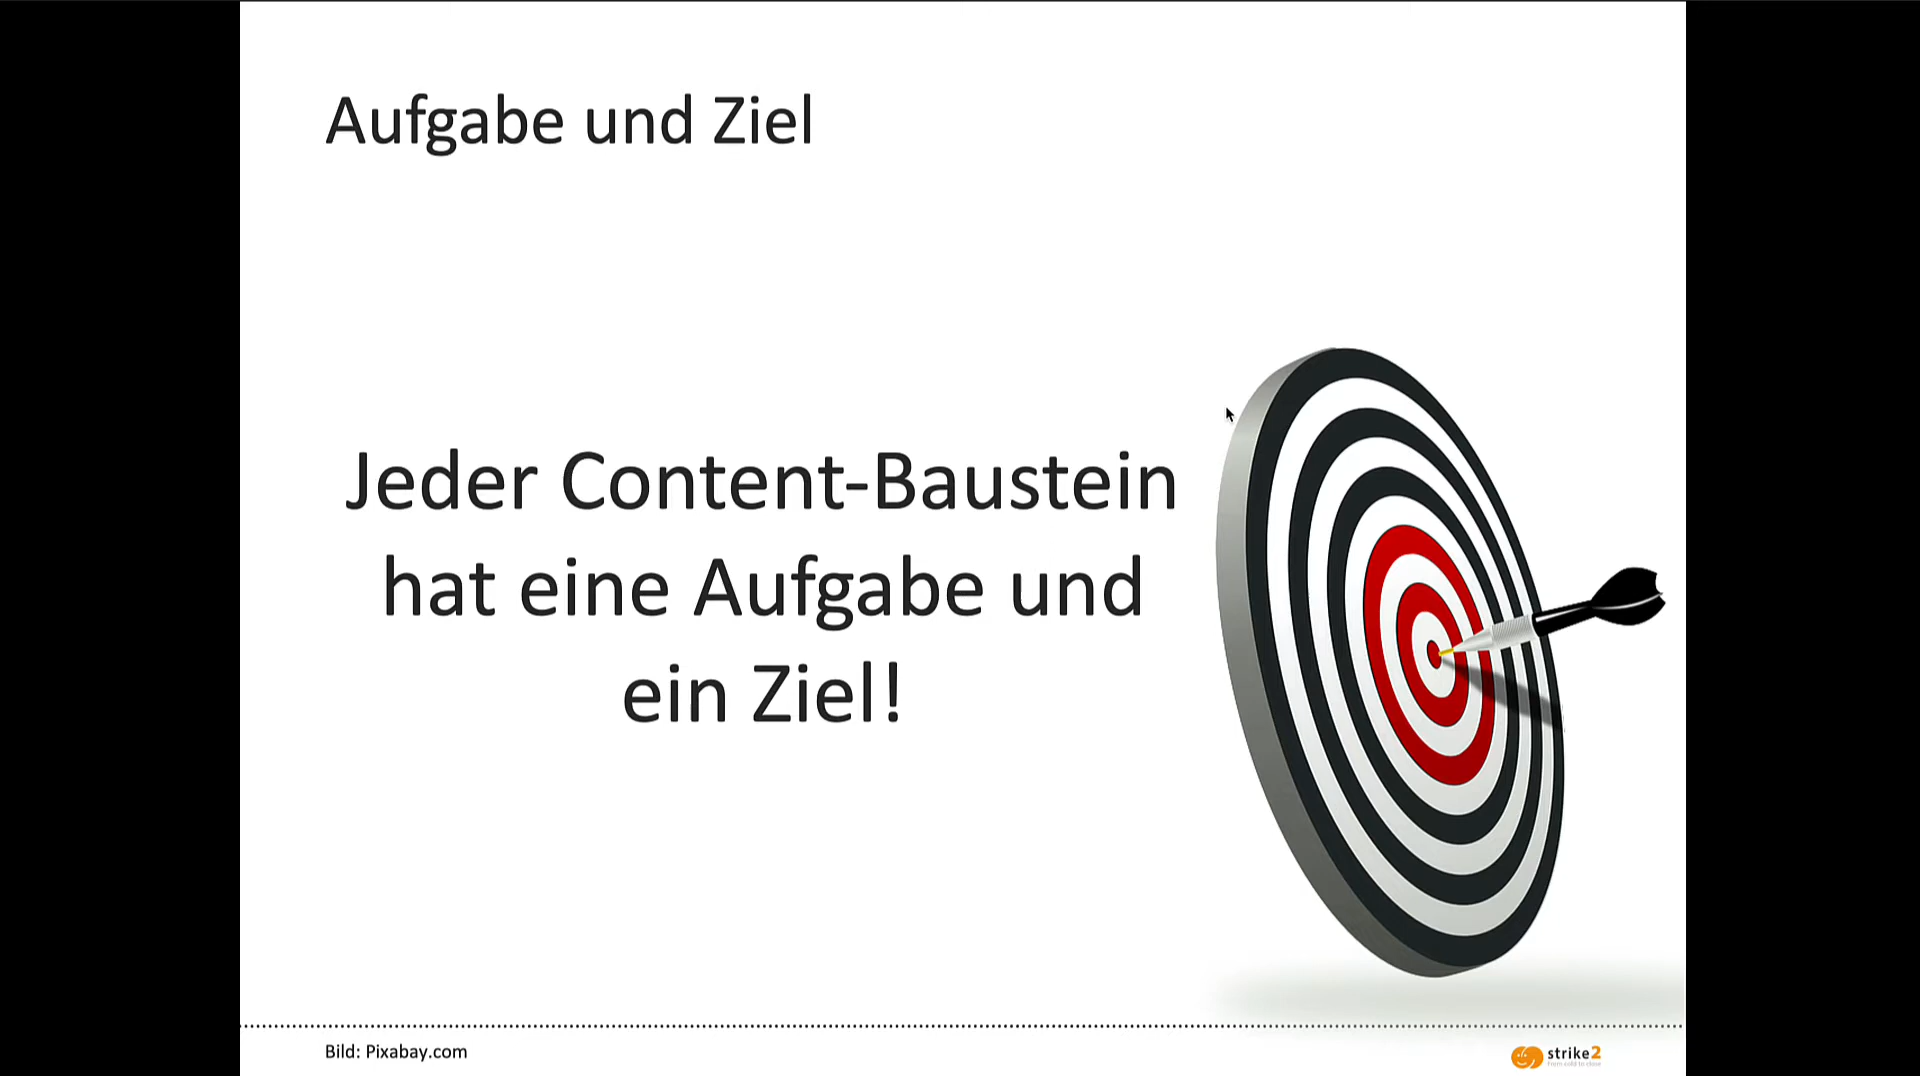 Aufgabe und Ziel
Jeder Content-Baustein
hat eine Aufgabe und
ein Ziel!
Bild: Pixabay.com
strike2